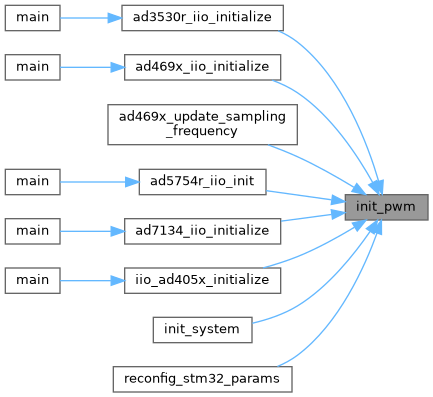 main
ad3530r_iio_initialize
main
ad469x_iio_initialize
ad469x_update_sampling
_frequency
main
ad5754r_iio_init
init_pwm
main
ad7134_iio_initialize
main
iio_ad405x_initialize
init_system
reconfig_stm32_params